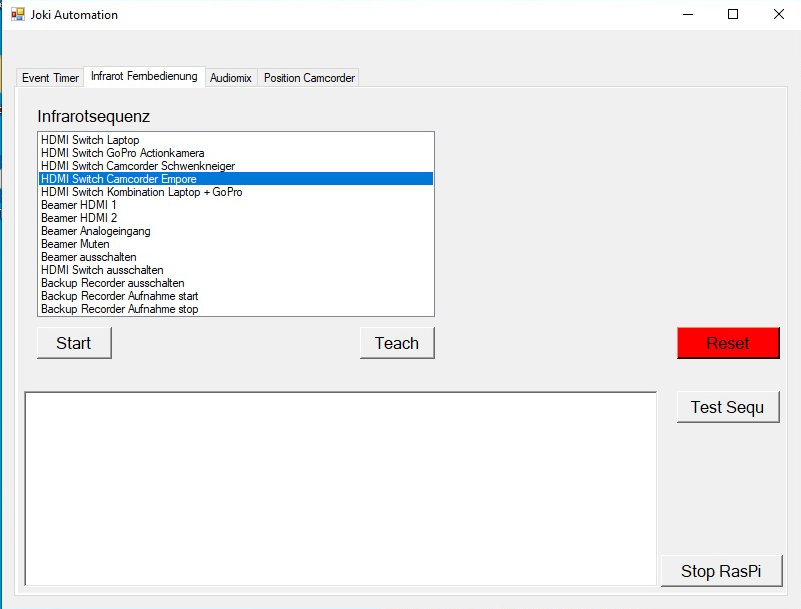 Joki Automation
Event Timer
Infrarot Fernbedienung
Audiomix
Position Camcorder
Infrarotsequenz
HDMI Switch Laptop
HDMI Switch GoPro Actionkamera
HDMI Switch Camcorder Schwenkneiger
HDMI Switch Camcorder Empore
HDMI Switch Kombination Laptop + GoPro
Beamer HDMI 1
Beamer HDMI 2
Beamer Analogeingang
Beamer Muten
Beamer ausschalten
HDMI Switch ausschalten
Backup Recorder ausschalten
Backup Recorder Aufnahme start
Backup Recorder Aufnahme stop
Start
Teach
Reset
Test Sequ
Stop RasPi